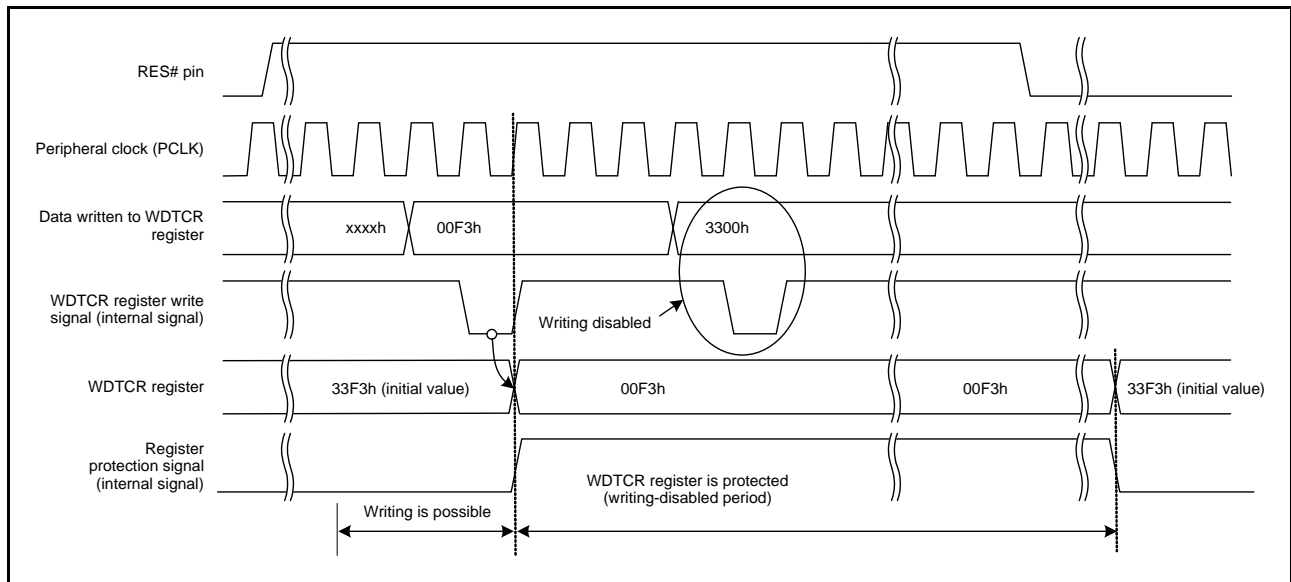 RES# pin
Peripheral clock (PCLK)
Data written to WDTCR
register
xxxxh
00F3h
3300h
WDTCR register write
signal (internal signal)
Writing disabled
WDTCR register
33F3h (initial value)
00F3h
00F3h
33F3h (initial value)
Register
protection signal
(internal signal)
WDTCR register is protected
(writing-disabled period)
Writing is possible